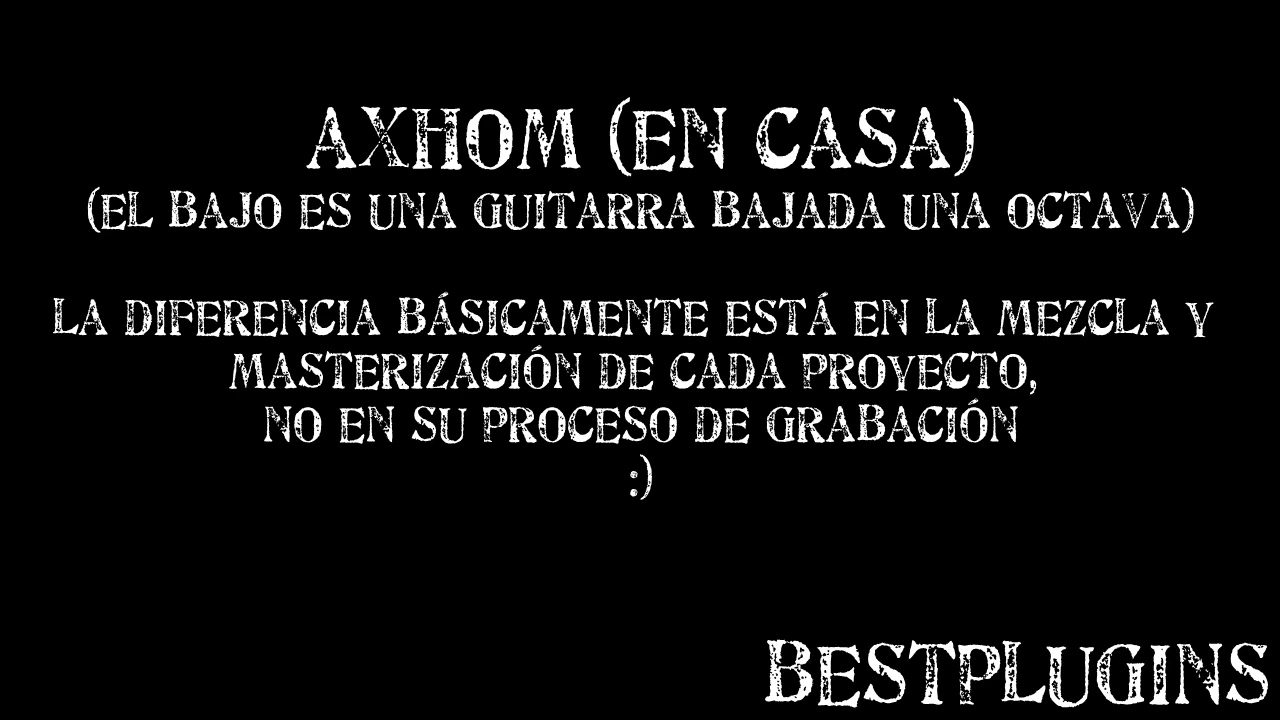 AXHOM (EN CASA)
(EL BAJO ES UNA GUITARRA BAJADA UNA OCTAVA)
LA DIFERENCIA BÁSICAMENTE ESTÁ EN LA MEZCLA Y
MASTERIZACIÓN DE CADA PROYECTO,
NO EN SU PROCESO DE GRABACIÓN
:)
BESTPLUGINS